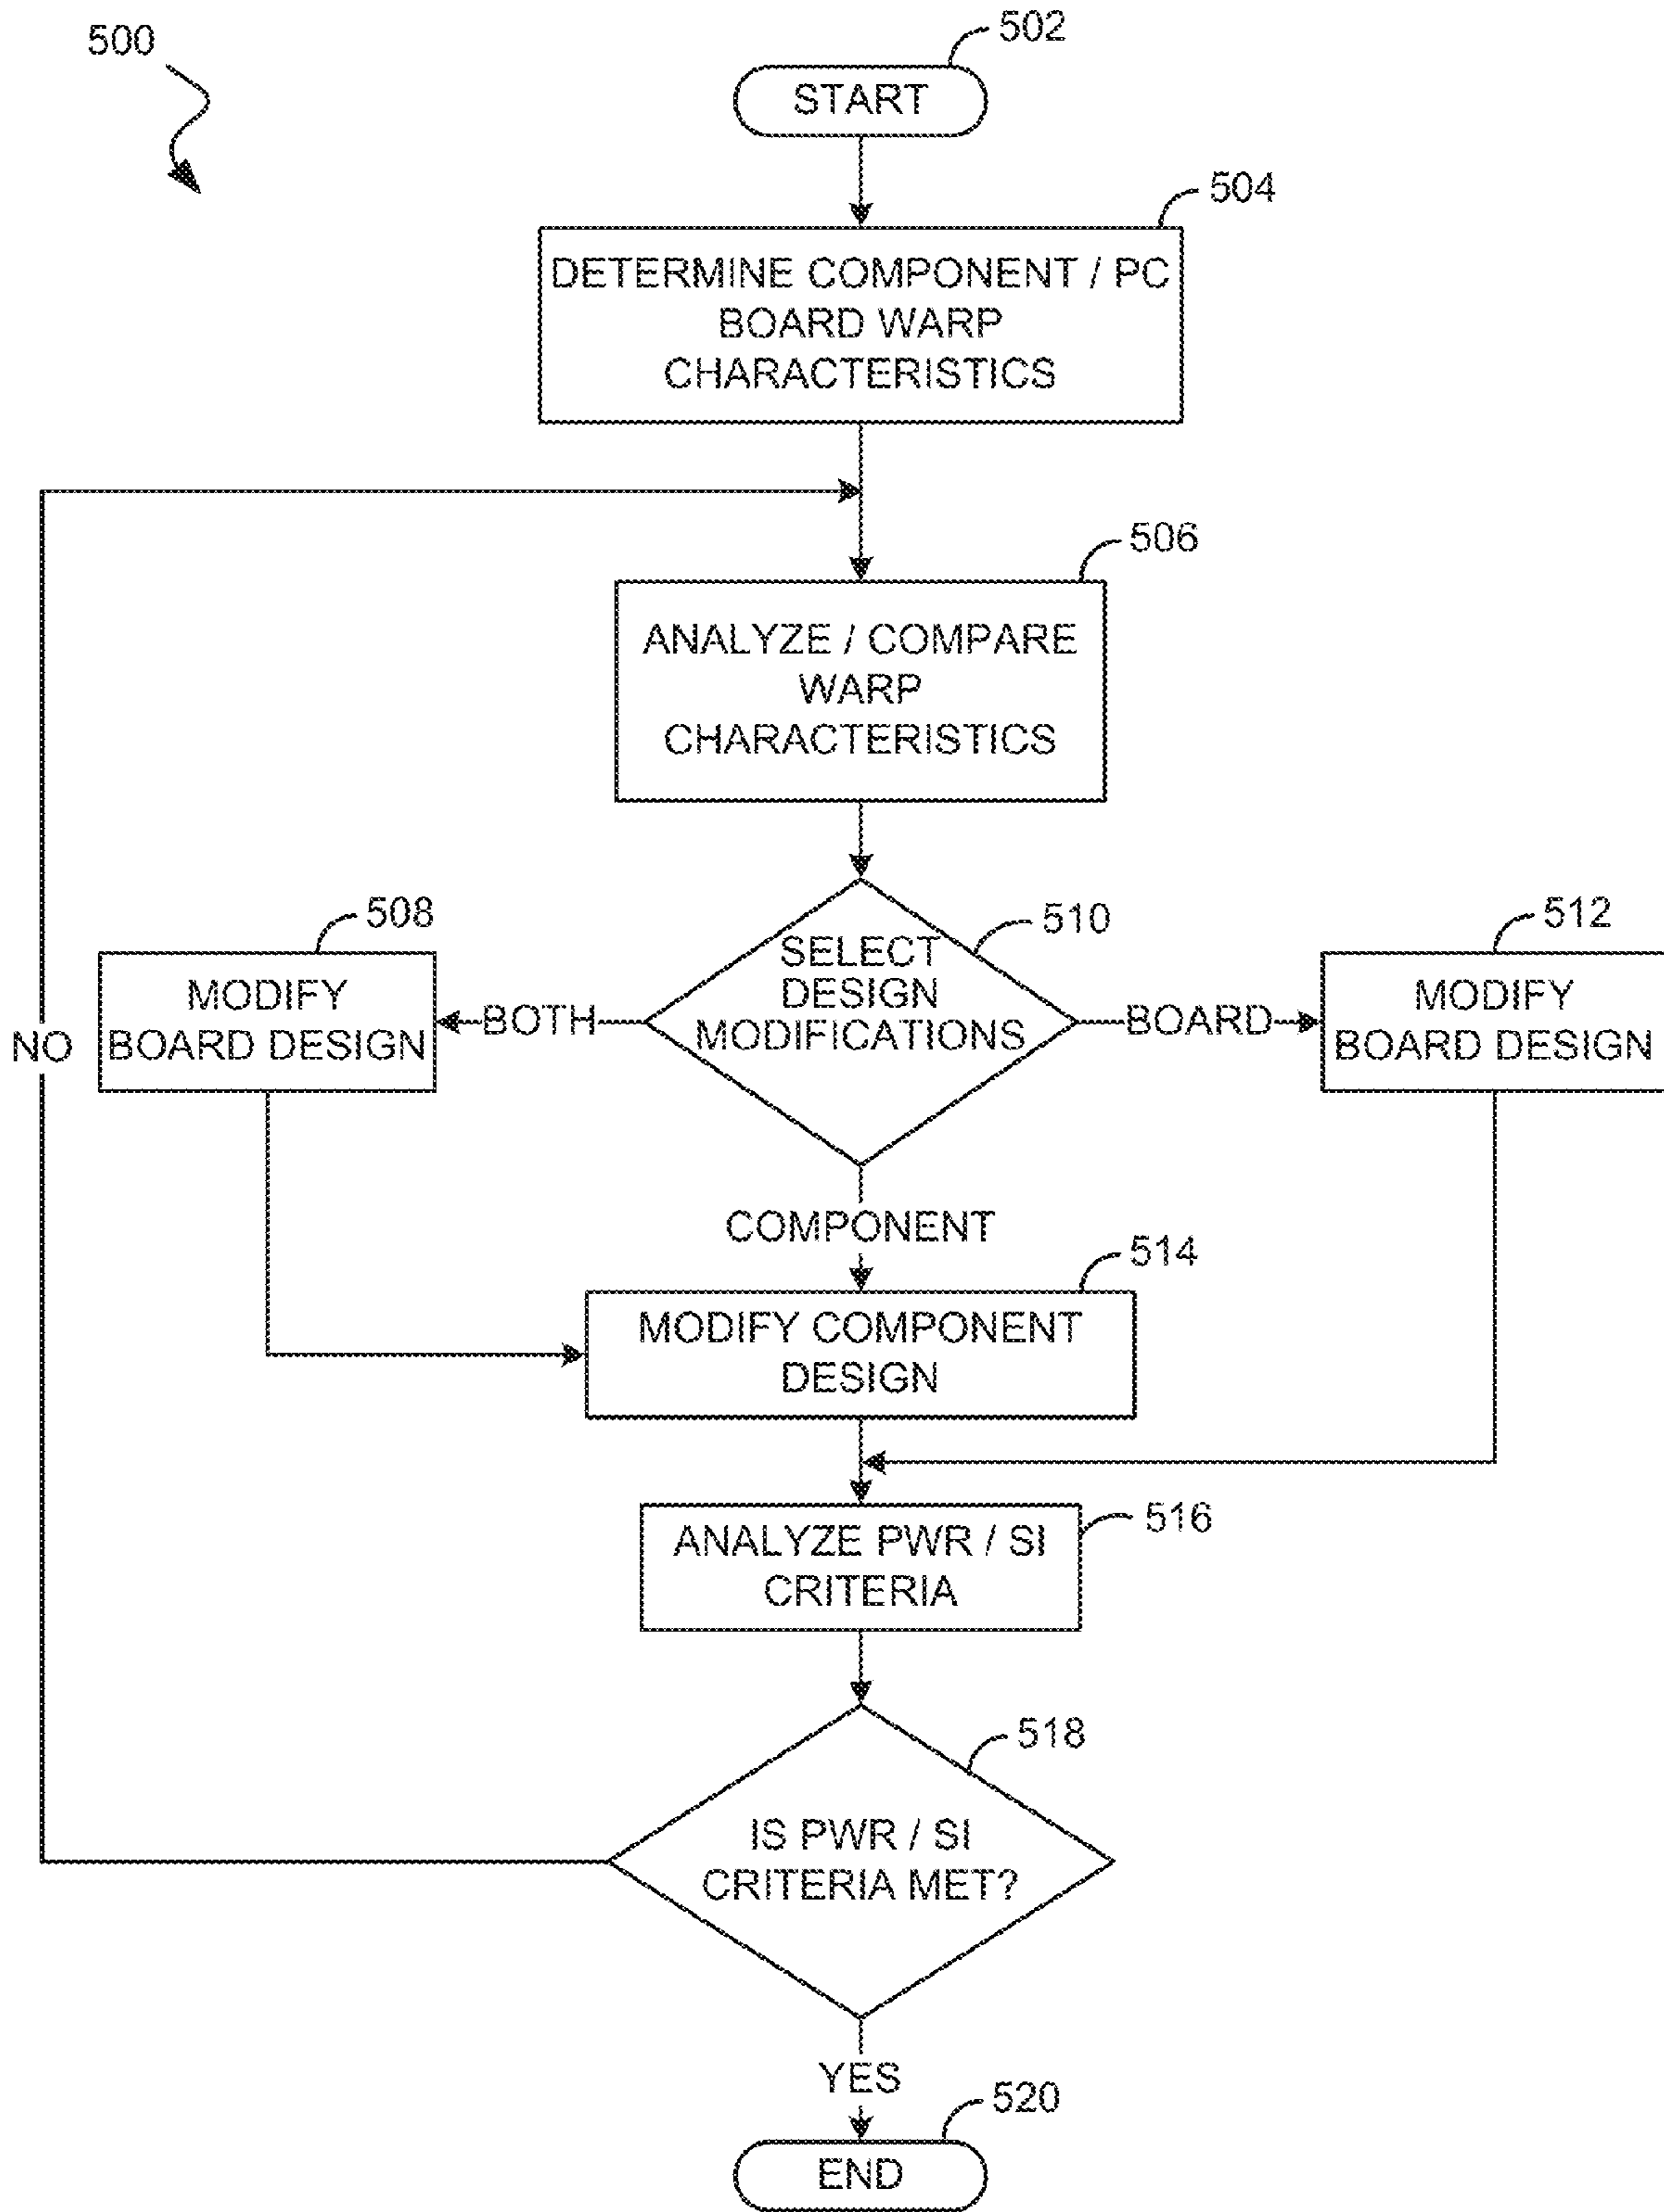 500
502
START
504
DETERMINE COMPONENT / PC
BOARD WARP
CHARACTERISTICS
506
ANALYZE / COMPARE
WARP
CHARACTERISTICS
508
MODIFY
BOARD DESIGN
BOTH
510
SELECT
DESIGN
MODIFICATIONS
BOARD
512
MODIFY
BOARD DESIGN
NO
COMPONENT
514
MODIFY COMPONENT
DESIGN
516
ANALYZE PWR / SI
CRITERIA
518
IS PWR / SI
CRITERIA MET?
YES
520
END